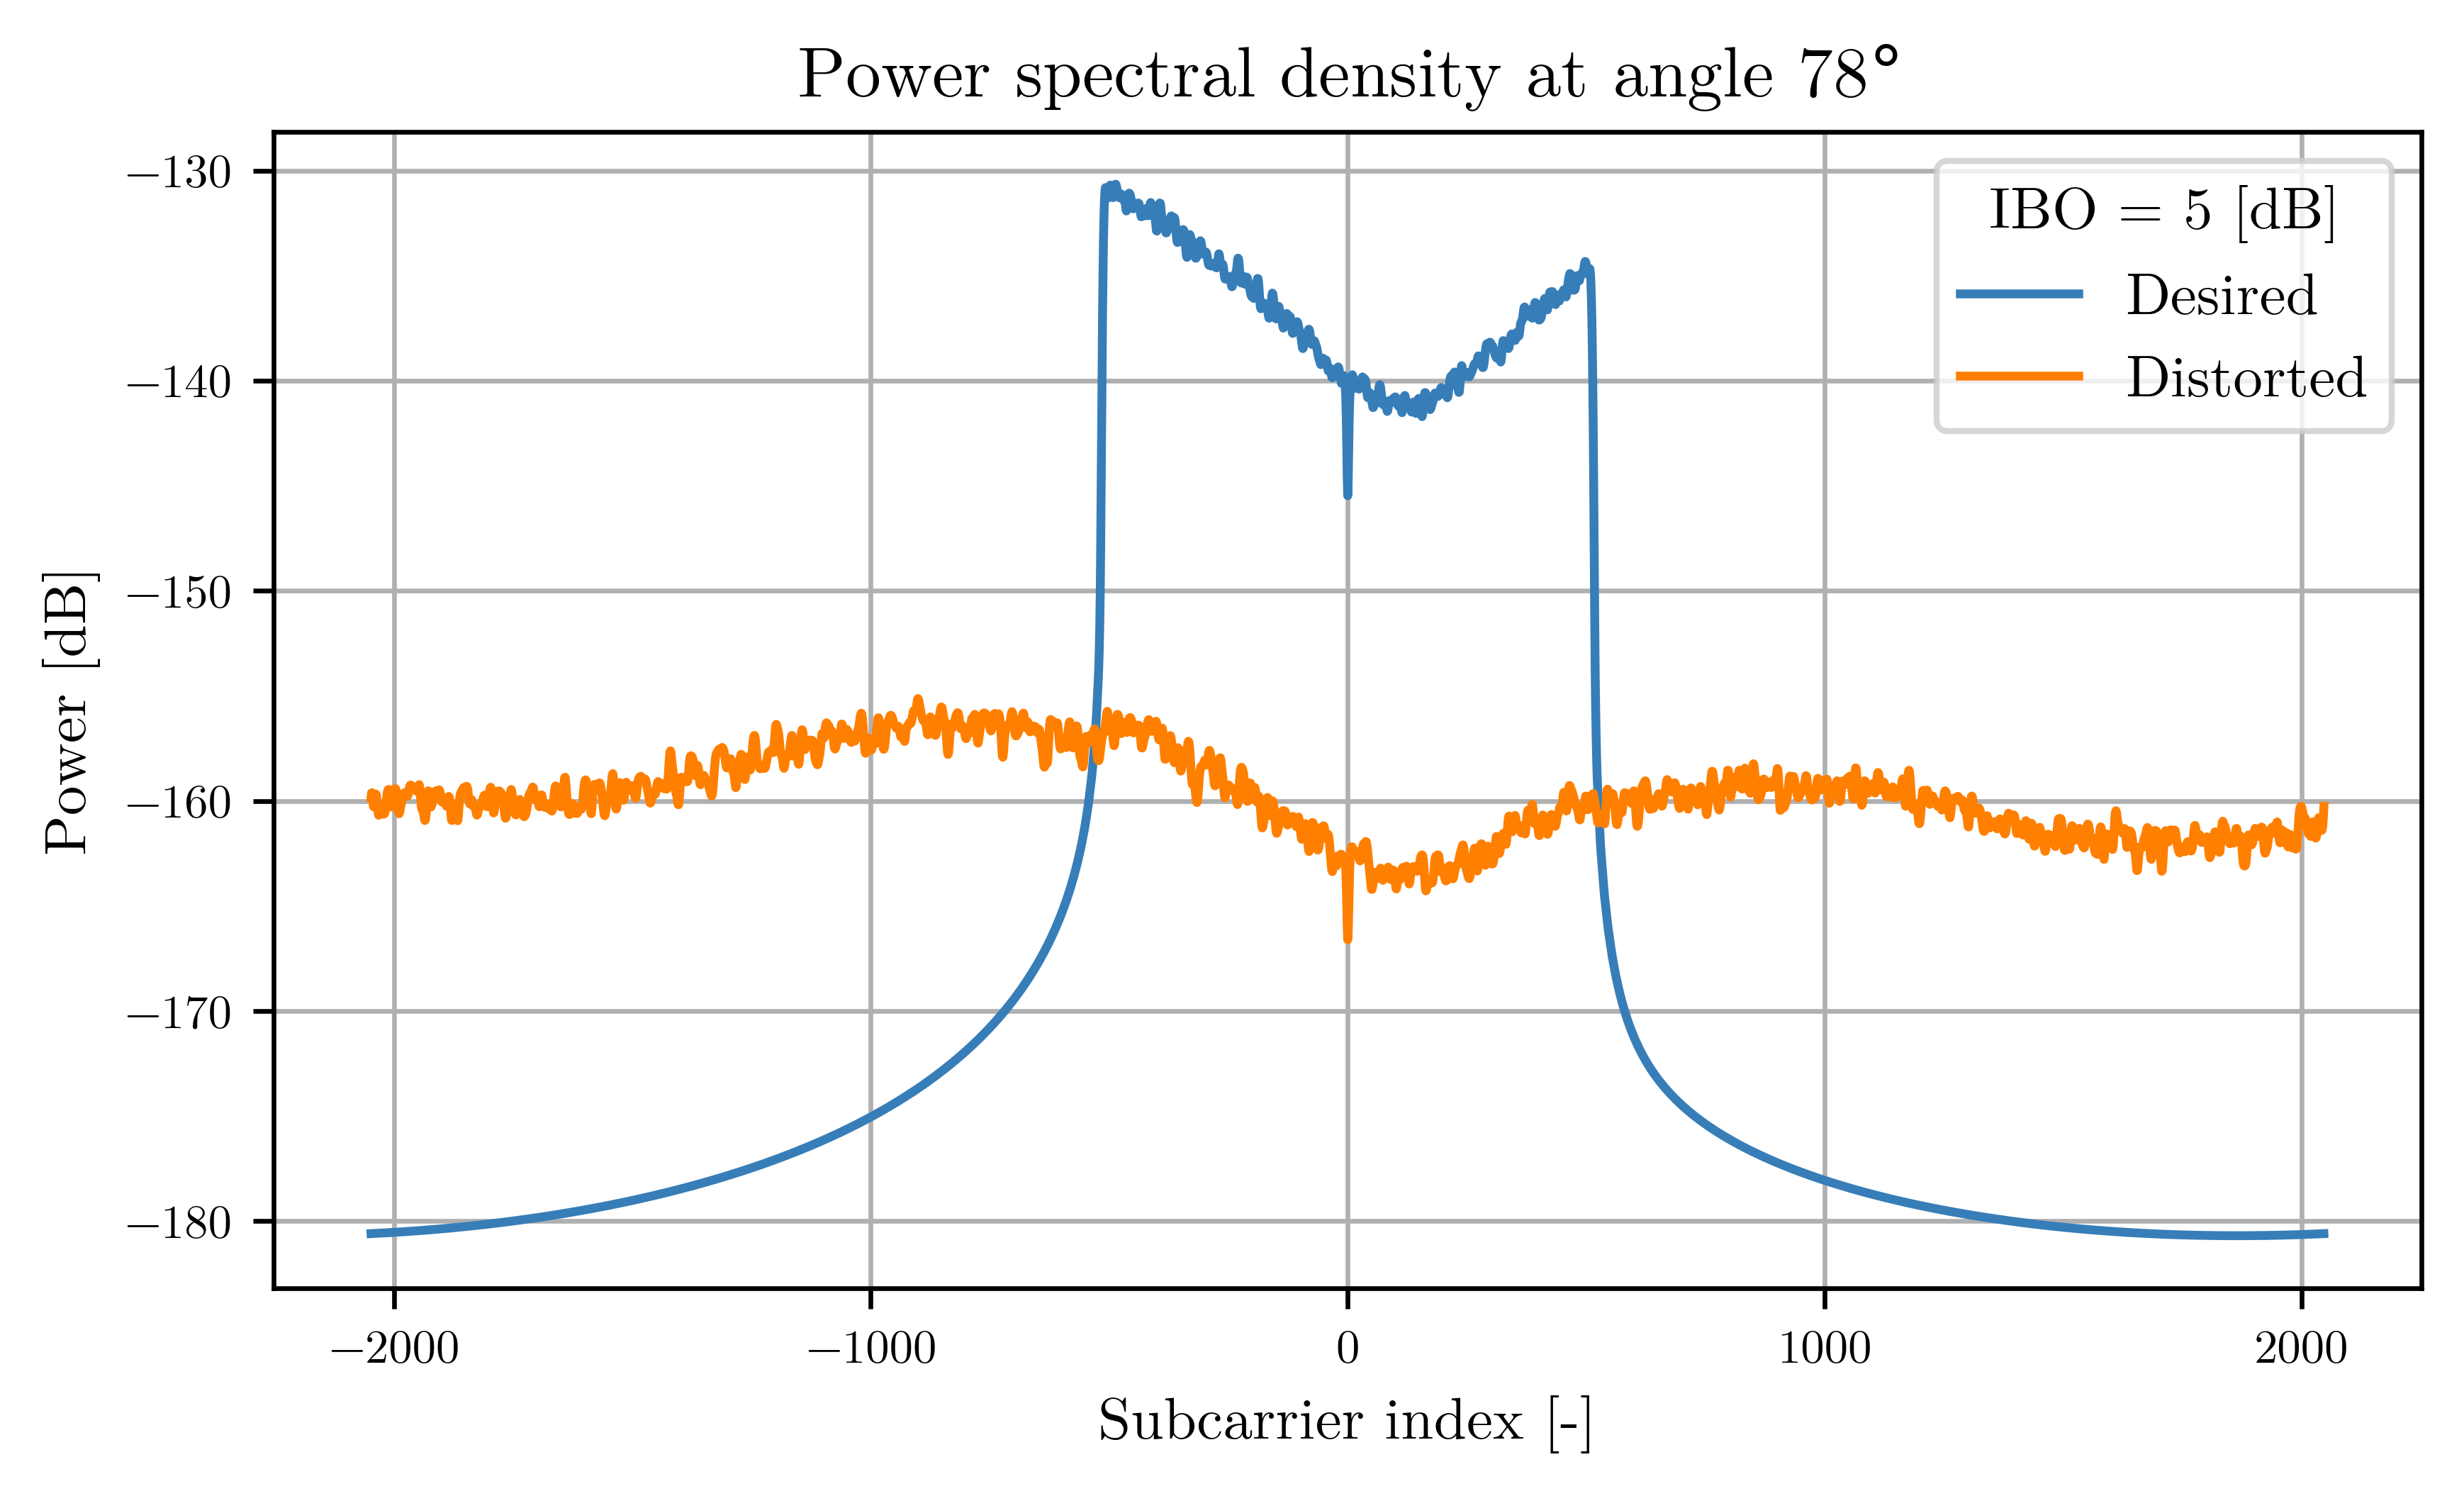 Power spectral density at angle 78°
Power [dB]
−130
−140
−150
−160
−170
−180
IBO = 5 [dB]
Desired
Distorted
−2000
−1000
0
1000
2000
Subcarrier index [-]